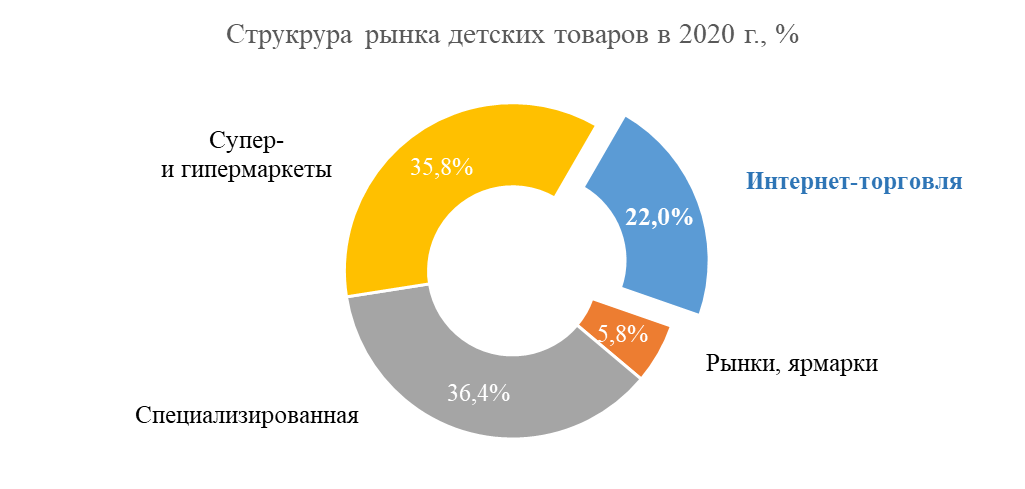 Струкрура рынка детских товаров в 2020 г., %
Супер-
и гипермаркеты
35,8%
Интернет-торговля
22,0%
5,8%
Рынки, ярмарки
36,4%
Специализированная